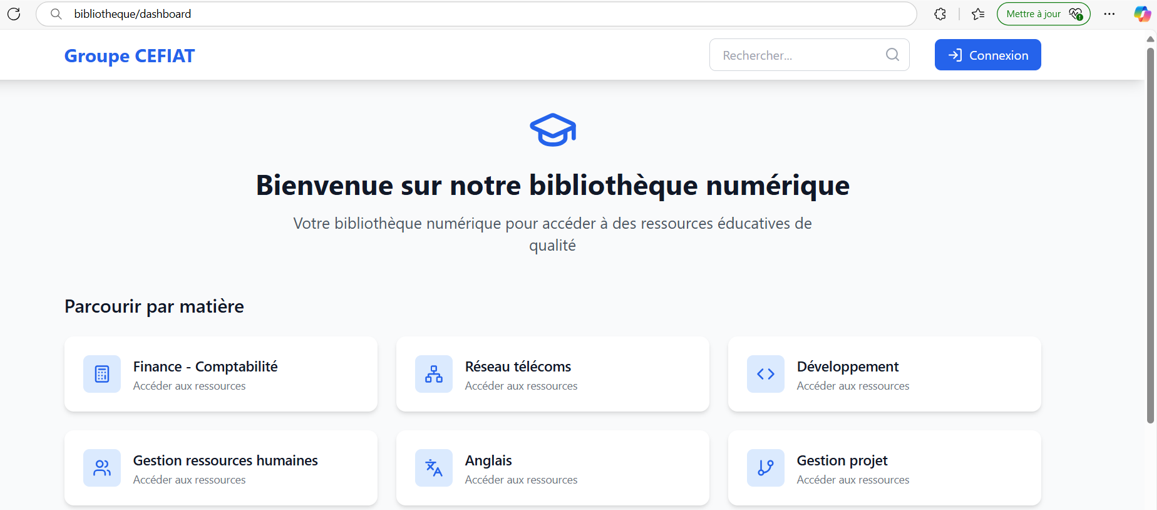 bibliotheque/dashboard
Mettre à jour
Groupe CEFIAT
Rechercher...
Connexion
Bienvenue sur notre bibliothèque numérique
Votre bibliothèque numérique pour accéder à des ressources éducatives de
qualité
Parcourir par matière
Finance - Comptabilité
Accéder aux ressources
Réseau télécoms
Accéder aux ressources
Développement
Accéder aux ressources
Gestion ressources humaines
Accéder aux ressources
Anglais
Accéder aux ressources
Gestion projet
Accéder aux ressources